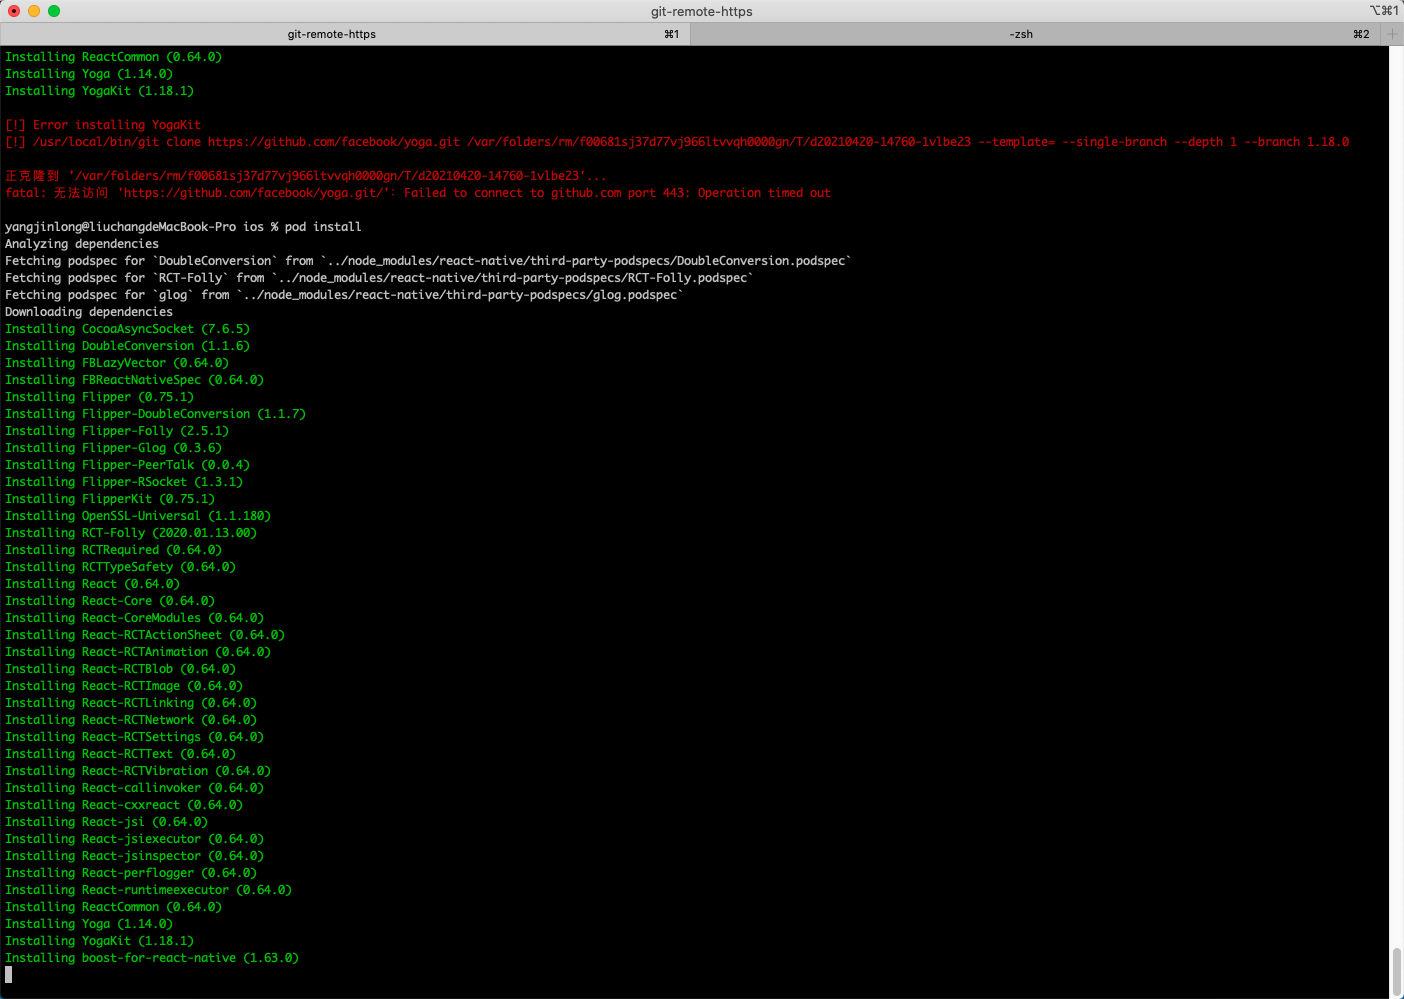 git-remote-https
⌥⌘1
git-remote-https ⌘1
-zsh ⌘2
Installing ReactCommon (0.64.0)
Installing Yoga (1.14.0)
Installing YogaKit (1.18.1)
[!] Error installing YogaKit
[!] /usr/local/bin/git clone https://github.com/facebook/yoga.git /var/folders/rm/f00681sj37d77vj966ltvvqh0000gn/T/d20210420-14760-1vlbe23 --template= --single-branch --depth 1 --branch 1.18.0
正克隆到 '/var/folders/rm/f00681sj37d77vj966ltvvqh0000gn/T/d20210420-14760-1vlbe23'...
fatal: 无法访问 'https://github.com/facebook/yoga.git/': Failed to connect to github.com port 443: Operation timed out
yangjinlong@liuchangdeMacBook-Pro ios % pod install
Analyzing dependencies
Fetching podspec for `DoubleConversion` from `../node_modules/react-native/third-party-podspecs/DoubleConversion.podspec`
Fetching podspec for `RCT-Folly` from `../node_modules/react-native/third-party-podspecs/RCT-Folly.podspec`
Fetching podspec for `glog` from `../node_modules/react-native/third-party-podspecs/glog.podspec`
Downloading dependencies
Installing CocoaAsyncSocket (7.6.5)
Installing DoubleConversion (1.1.6)
Installing FBLazyVector (0.64.0)
Installing FBReactNativeSpec (0.64.0)
Installing Flipper (0.75.1)
Installing Flipper-DoubleConversion (1.1.7)
Installing Flipper-Folly (2.5.1)
Installing Flipper-Glog (0.3.6)
Installing Flipper-PeerTalk (0.0.4)
Installing Flipper-RSocket (1.3.1)
Installing FlipperKit (0.75.1)
Installing OpenSSL-Universal (1.1.180)
Installing RCT-Folly (2020.01.13.00)
Installing RCTRequired (0.64.0)
Installing RCTTypeSafety (0.64.0)
Installing React (0.64.0)
Installing React-Core (0.64.0)
Installing React-CoreModules (0.64.0)
Installing React-RCTActionSheet (0.64.0)
Installing React-RCTAnimation (0.64.0)
Installing React-RCTBlob (0.64.0)
Installing React-RCTImage (0.64.0)
Installing React-RCTLinking (0.64.0)
Installing React-RCTNetwork (0.64.0)
Installing React-RCTSettings (0.64.0)
Installing React-RCTText (0.64.0)
Installing React-RCTVibration (0.64.0)
Installing React-callinvoker (0.64.0)
Installing React-cxxreact (0.64.0)
Installing React-jsi (0.64.0)
Installing React-jsiexecutor (0.64.0)
Installing React-jsinspector (0.64.0)
Installing React-perflogger (0.64.0)
Installing React-runtimeexecutor (0.64.0)
Installing ReactCommon (0.64.0)
Installing Yoga (1.14.0)
Installing YogaKit (1.18.1)
Installing boost-for-react-native (1.63.0)